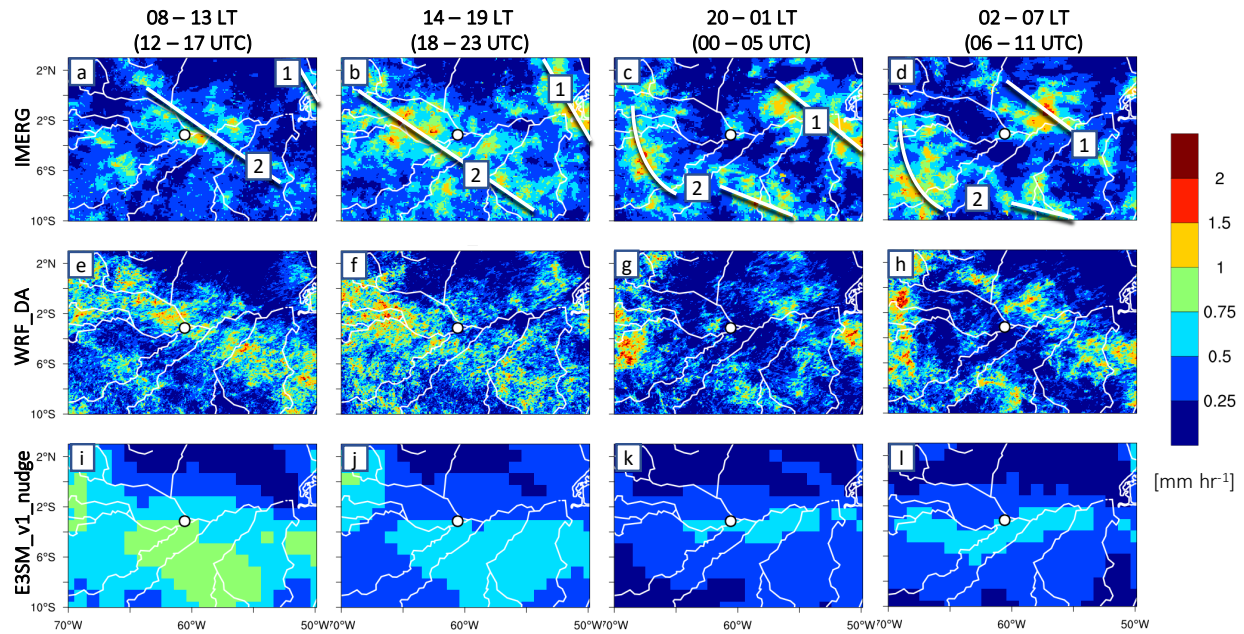 08 – 13 LT
(12 – 17 UTC)
14 – 19 LT
(18 – 23 UTC)
20 – 01 LT
(00 – 05 UTC)
02 – 07 LT
(06 – 11 UTC)
IMERG
2°N
2°S
6°S
10°S
a
1
2
b
1
2
c
1
2
d
1
2
WRF_DA
2°N
2°S
6°S
10°S
e
f
g
h
E3SM_v1_nudge
2°N
2°S
6°S
10°S
i
j
k
l
70°W
60°W
50°W
70°W
60°W
50°W
70°W
60°W
50°W
70°W
60°W
50°W
2
1.5
1
0.75
0.5
0.25
[mm hr⁻¹]